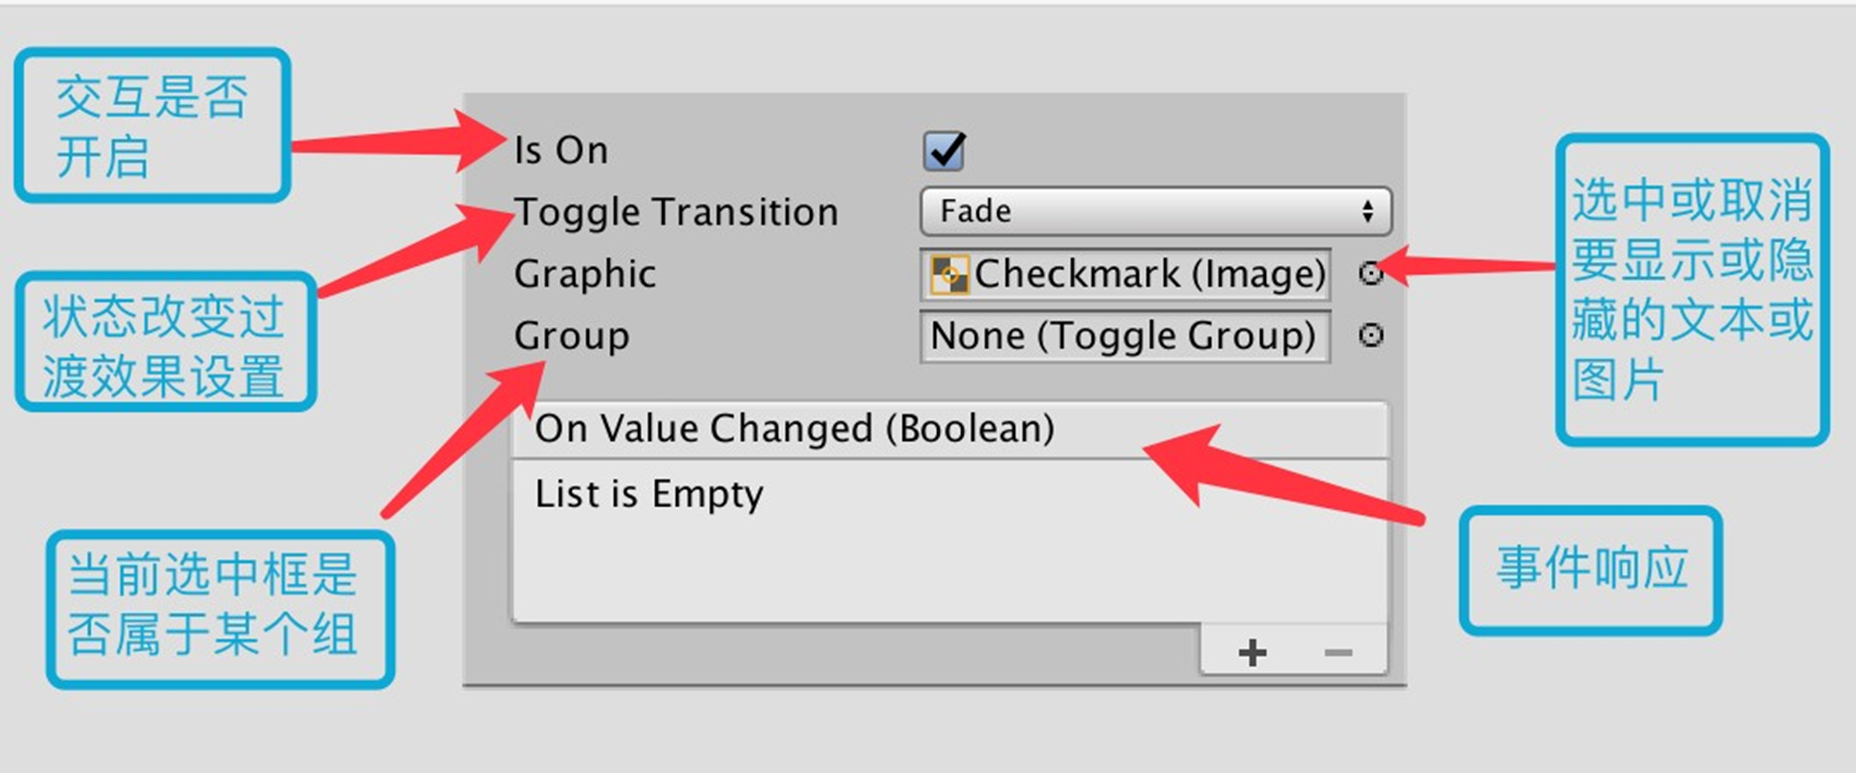 交互是否
开启
Is On
Toggle Transition
Fade
状态改变过
渡效果设置
Graphic
Checkmark (Image)
选中或取消
要显示或隐
藏的文本或
图片
Group
None (Toggle Group)
On Value Changed (Boolean)
List is Empty
当前选中框是
否属于某个组
事件响应
+ −